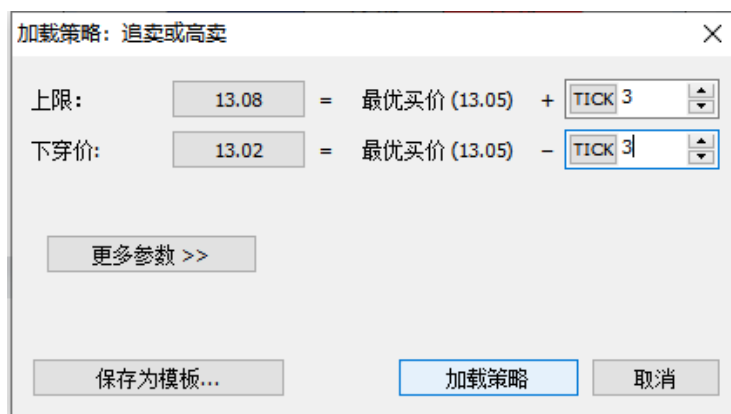 加载策略：追卖或高卖
上限： 13.08 = 最优买价 (13.05) + TICK 3
下穿价: 13.02 = 最优买价 (13.05) − TICK 3
更多参数 >>
保存为模板... 加载策略 取消